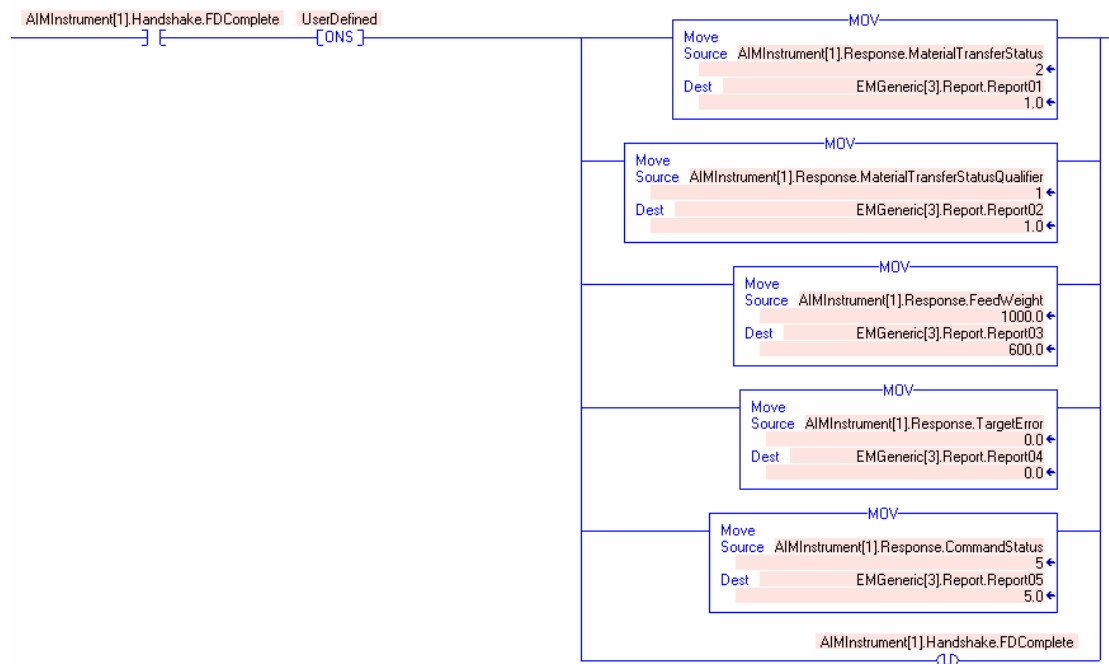 AIMInstrument[1].Handshake.FDComplete UserDefined
ONS
MOV
Move
Source AIMInstrument[1].Response.MaterialTransferStatus
2
Dest EMGeneric[3].Report.Report01
1.0
MOV
Move
Source AIMInstrument[1].Response.MaterialTransferStatusQualifier
1
Dest EMGeneric[3].Report.Report02
1.0
MOV
Move
Source AIMInstrument[1].Response.FeedWeight
1000.0
Dest EMGeneric[3].Report.Report03
600.0
MOV
Move
Source AIMInstrument[1].Response.TargetError
0.0
Dest EMGeneric[3].Report.Report04
0.0
MOV
Move
Source AIMInstrument[1].Response.CommandStatus
5
Dest EMGeneric[3].Report.Report05
5.0
AIMInstrument[1].Handshake.FDComplete